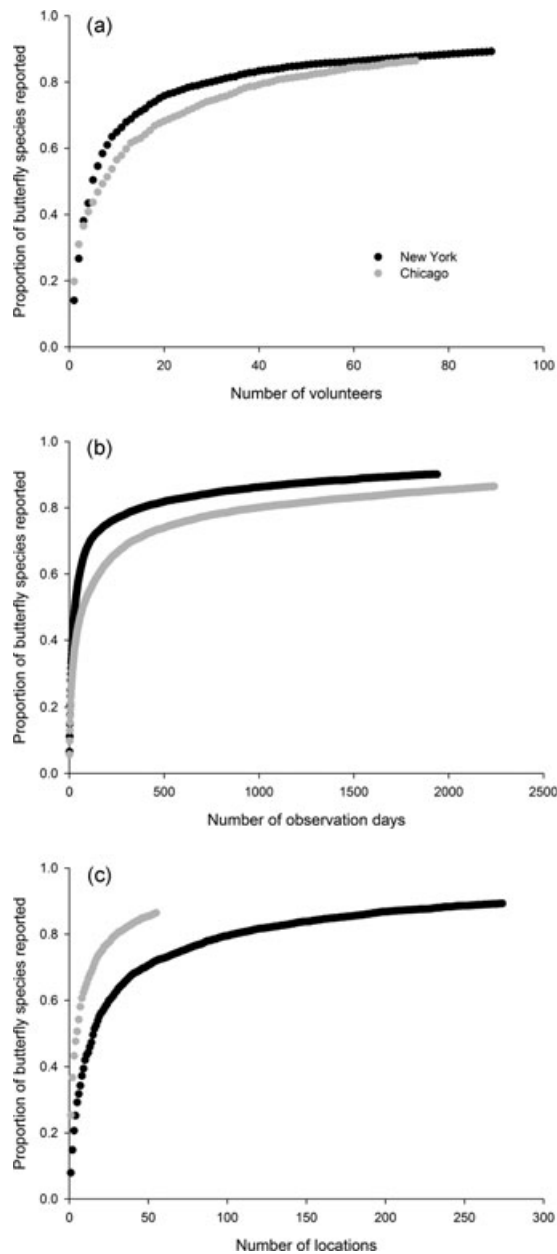 (a)
Proportion of butterfly species reported
1.0
0.8
0.6
0.4
0.2
0.0
New York
Chicago
0 20 40 60 80 100
Number of volunteers
(b)
Proportion of butterfly species reported
1.0
0.8
0.6
0.4
0.2
0.0
0 500 1000 1500 2000 2500
Number of observation days
(c)
Proportion of butterfly species reported
1.0
0.8
0.6
0.4
0.2
0.0
0 50 100 150 200 250 300
Number of locations